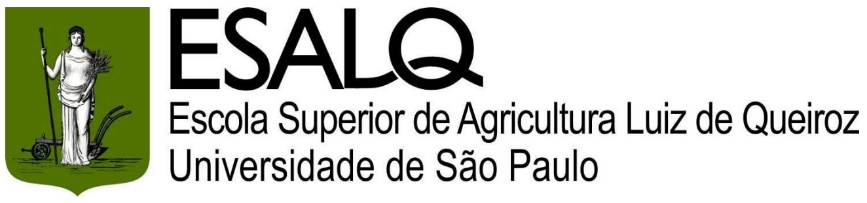 ESALQ
Escola Superior de Agricultura Luiz de Queiroz
Universidade de São Paulo